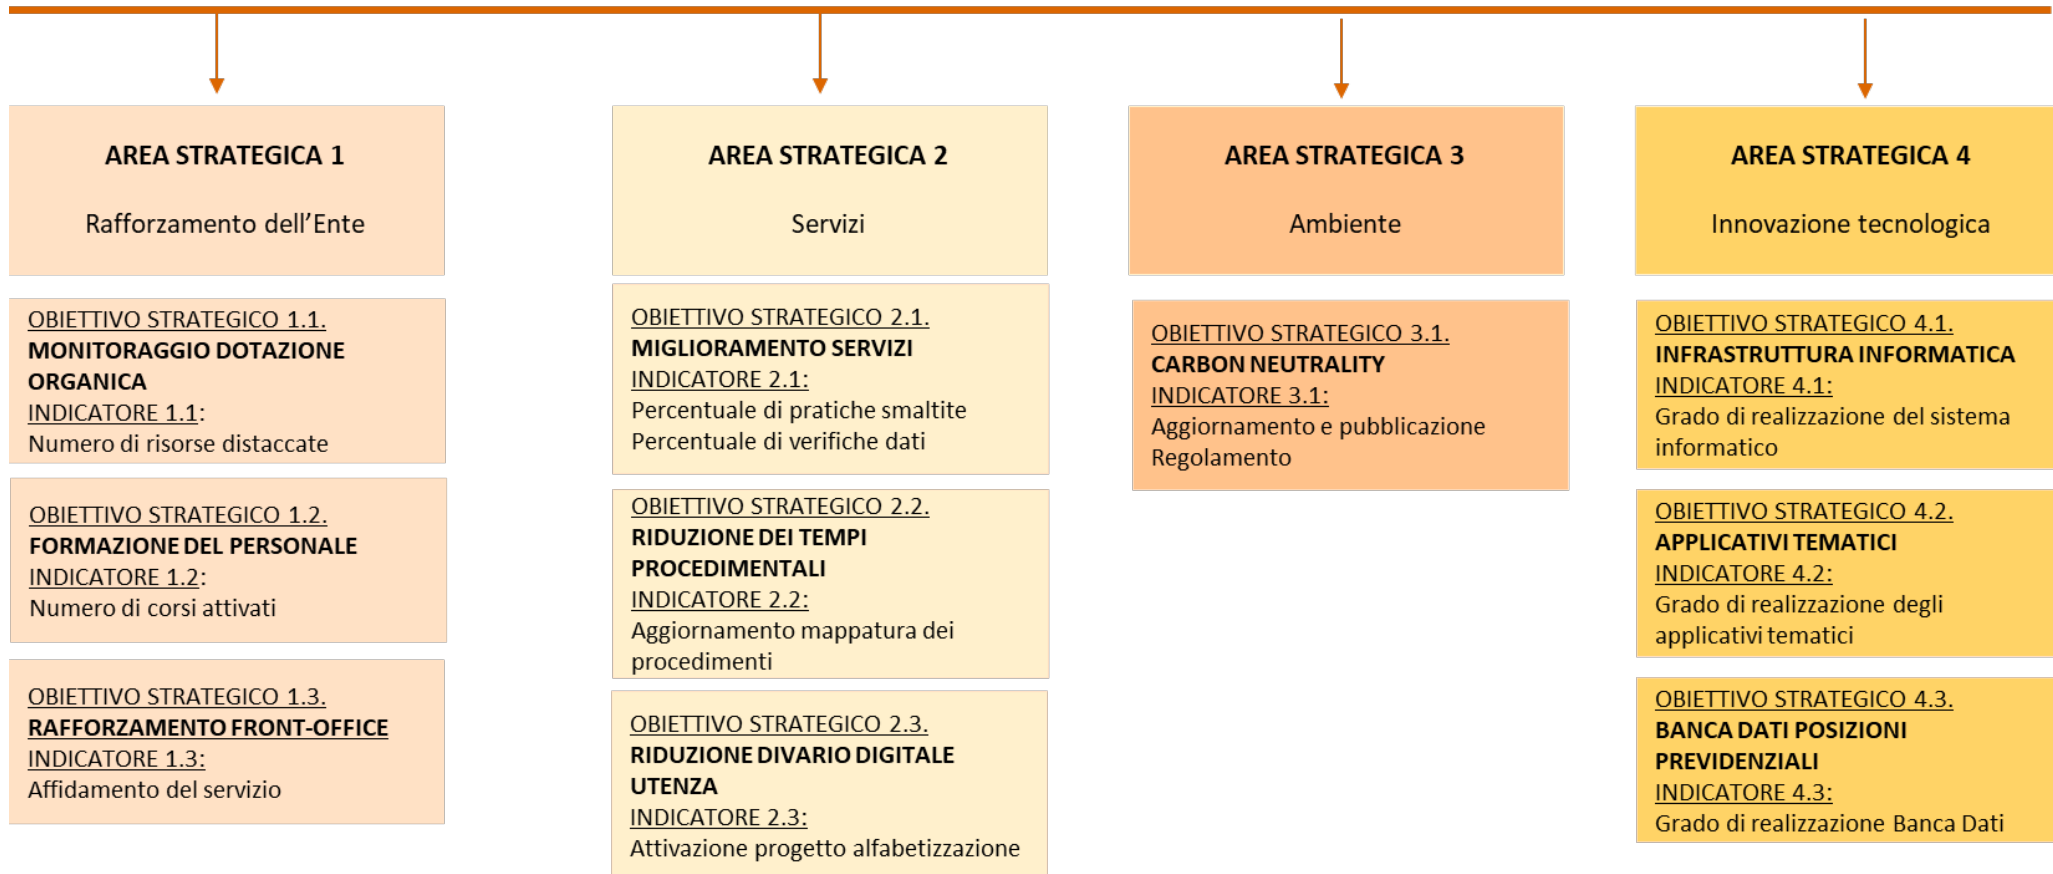 AREA STRATEGICA 1
Rafforzamento dell'Ente
OBIETTIVO STRATEGICO 1.1.
MONITORAGGIO DOTAZIONE
ORGANICA
INDICATORE 1.1:
Numero di risorse distaccate
OBIETTIVO STRATEGICO 1.2.
FORMAZIONE DEL PERSONALE
INDICATORE 1.2:
Numero di corsi attivati
OBIETTIVO STRATEGICO 1.3.
RAFFORZAMENTO FRONT-OFFICE
INDICATORE 1.3:
Affidamento del servizio
AREA STRATEGICA 2
Servizi
OBIETTIVO STRATEGICO 2.1.
MIGLIORAMENTO SERVIZI
INDICATORE 2.1:
Percentuale di pratiche smaltite
Percentuale di verifiche dati
OBIETTIVO STRATEGICO 2.2.
RIDUZIONE DEI TEMPI
PROCEDIMENTALI
INDICATORE 2.2:
Aggiornamento mappatura dei
procedimenti
OBIETTIVO STRATEGICO 2.3.
RIDUZIONE DIVARIO DIGITALE
UTENZA
INDICATORE 2.3:
Attivazione progetto alfabetizzazione
AREA STRATEGICA 3
Ambiente
OBIETTIVO STRATEGICO 3.1.
CARBON NEUTRALITY
INDICATORE 3.1:
Aggiornamento e pubblicazione
Regolamento
AREA STRATEGICA 4
Innovazione tecnologica
OBIETTIVO STRATEGICO 4.1.
INFRASTRUTTURA INFORMATICA
INDICATORE 4.1:
Grado di realizzazione del sistema
informatico
OBIETTIVO STRATEGICO 4.2.
APPLICATIVI TEMATICI
INDICATORE 4.2:
Grado di realizzazione degli
applicativi tematici
OBIETTIVO STRATEGICO 4.3.
BANCA DATI POSIZIONI
PREVIDENZIALI
INDICATORE 4.3:
Grado di realizzazione Banca Dati